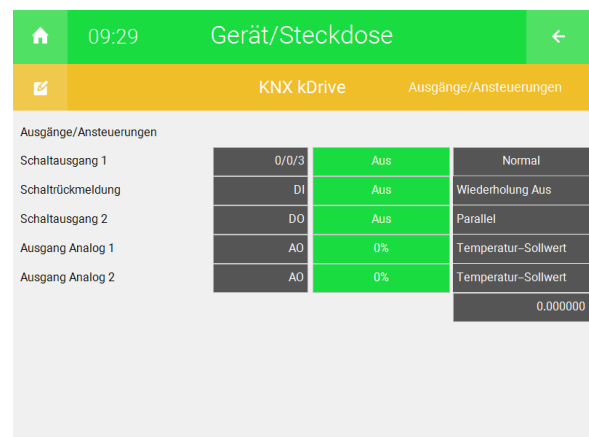 09:29 Gerät/Steckdose
KNX kDrive Ausgänge/Ansteuerungen
Ausgänge/Ansteuerungen
Schaltausgang 1 0/0/3 Aus Normal
Schaltrückmeldung DI Aus Wiederholung Aus
Schaltausgang 2 DO Aus Parallel
Ausgang Analog 1 AO 0% Temperatur-Sollwert
Ausgang Analog 2 AO 0% Temperatur-Sollwert
0.000000